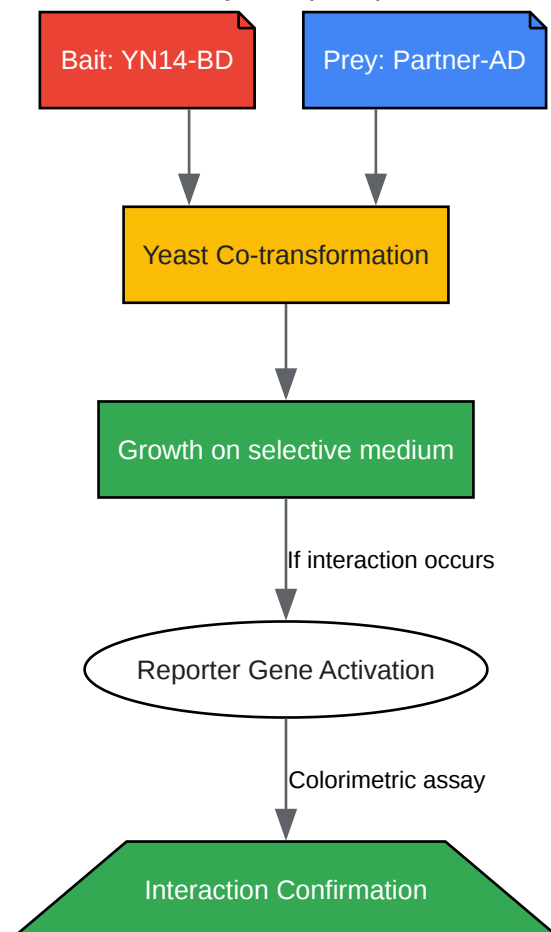 Bait: YN14-BD
Prey: Partner-AD
Yeast Co-transformation
Growth on selective medium
If interaction occurs
Reporter Gene Activation
Colorimetric assay
Interaction Confirmation